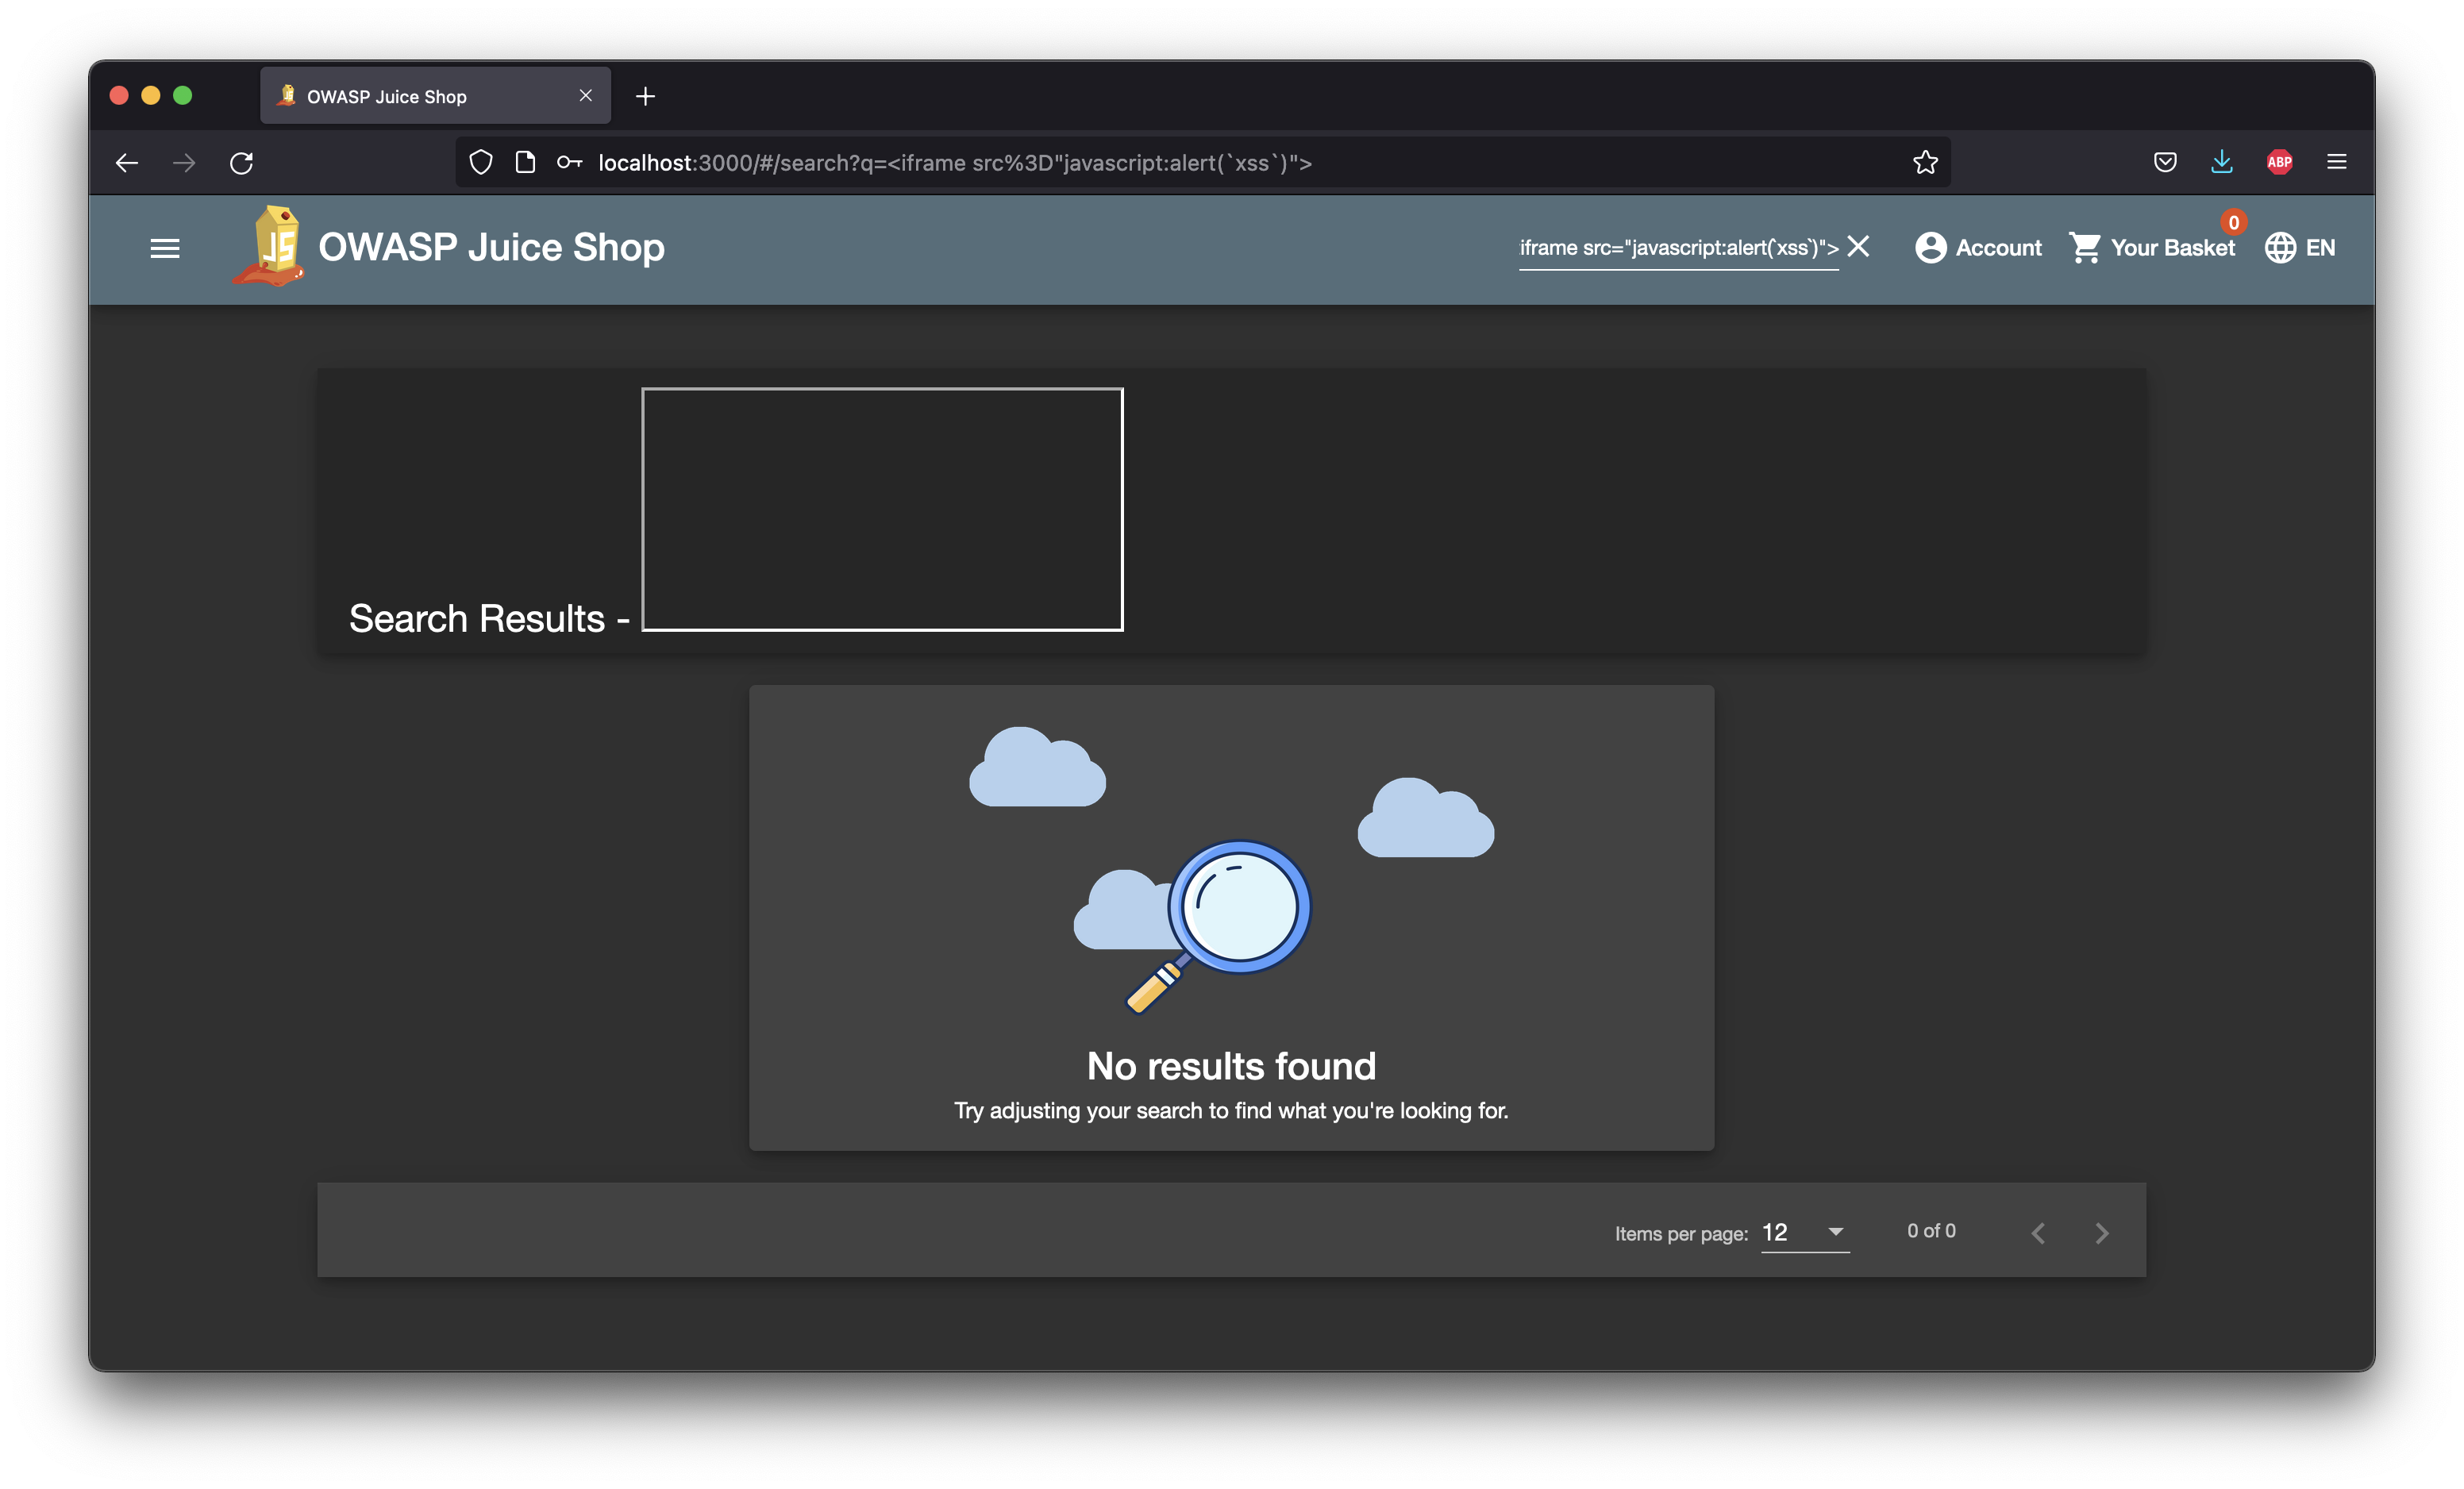 OWASP Juice Shop
localhost:3000/#/search?q=<iframe src%3D"javascript:alert(`xss`)">
JS
OWASP Juice Shop
iframe src="javascript:alert(`xss`)">
Account
0
Your Basket
EN
ABP
Search Results -
No results found
Try adjusting your search to find what you're looking for.
Items per page: 12
0 of 0